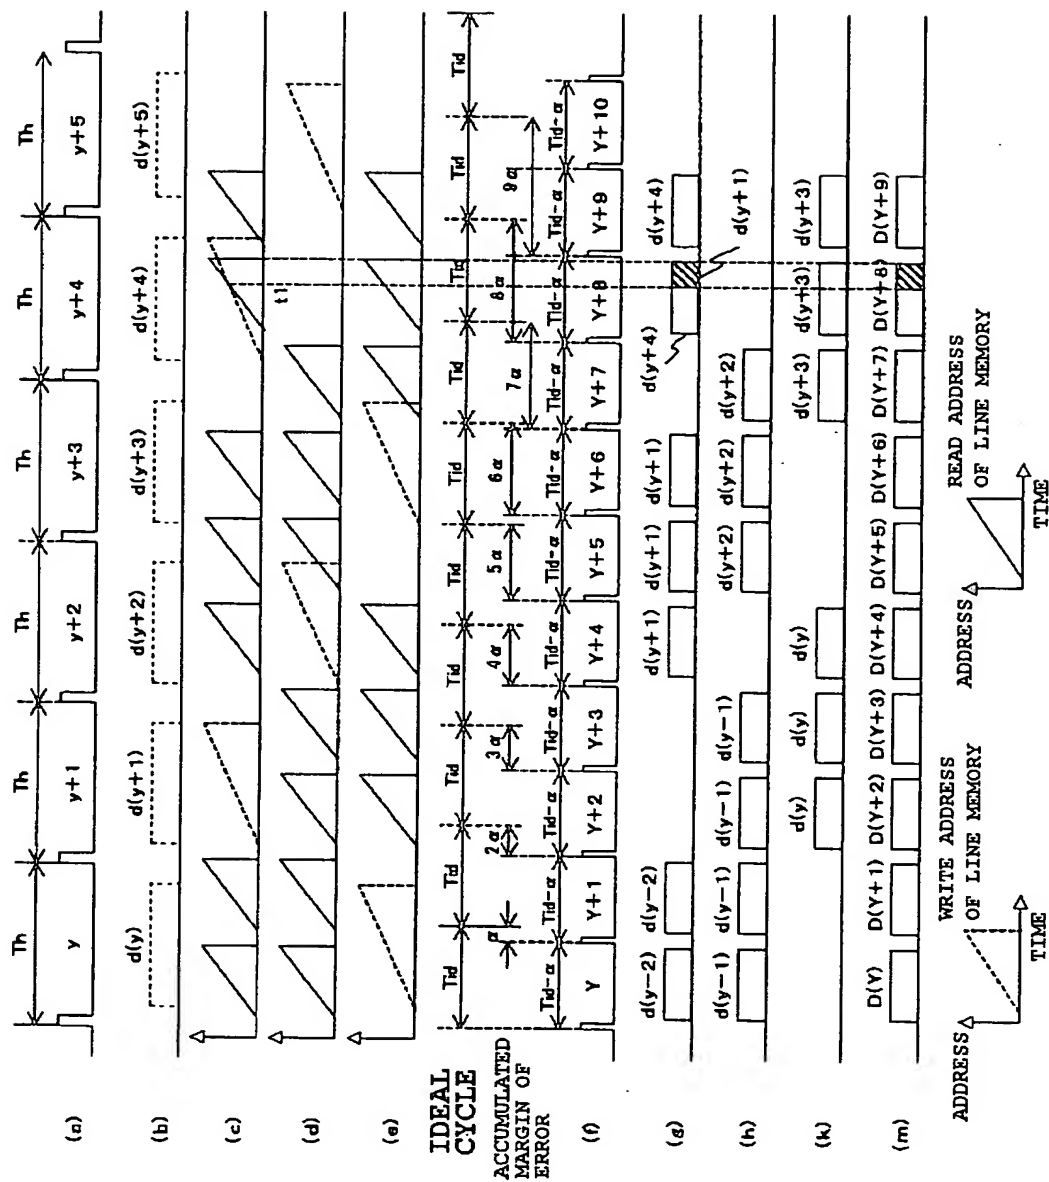 (a)
Th Th Th Th Th
y y+1 y+2 y+3 y+4 y+5
(b)
d(y) d(y+1) d(y+2) d(y+3) d(y+4) d(y+5)
(c)
t1
(d)
(e)
IDEAL
CYCLE
Tid Tid Tid Tid Tid Tid Tid Tid Tid Tid
ACCUMULATED
MARGIN OF
ERROR
α 2α 3α 4α 5α 6α 7α 8α 9α
Tid-α Tid-α Tid-α Tid-α Tid-α Tid-α Tid-α Tid-α Tid-α Tid-α Tid-α
(f)
Y Y+1 Y+2 Y+3 Y+4 Y+5 Y+6 Y+7 Y+8 Y+9 Y+10
(g)
d(y-2) d(y-2) d(y+1) d(y+1) d(y+1) d(y+4) d(y+4)
d(y+1)
(h)
d(y-1) d(y-1) d(y-1) d(y-1) d(y+2) d(y+2) d(y+2)
(k)
d(y) d(y) d(y) d(y+3) d(y+3) d(y+3)
(m)
D(Y) D(Y+1) D(Y+2) D(Y+3) D(Y+4) D(Y+5) D(Y+6) D(Y+7) D(Y+8) D(Y+9)
ADDRESS
WRITE ADDRESS
OF LINE MEMORY
TIME
ADDRESS
READ ADDRESS
OF LINE MEMORY
TIME